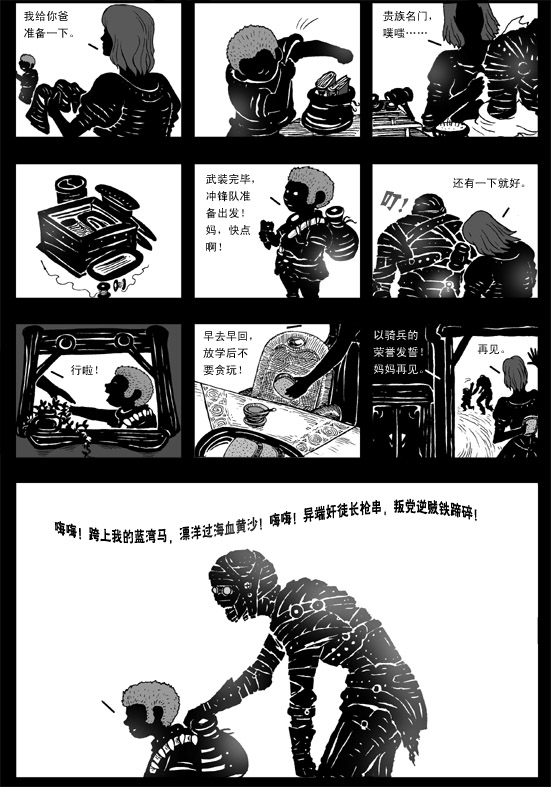 我给你爸
准备一下。
贵族名门，
噗嗤……
武装完毕，
冲锋队准
备出发！
妈，快点
啊！
叮！
还有一下就好。
行啦！
早去早回，
放学后不
要贪玩！
以骑兵的
荣誉发誓！
妈妈再见。
再见。
嗨嗨！跨上我的蓝湾马，漂洋过海血黄沙！嗨嗨！异端奸徒长枪串，叛党逆贼铁蹄碎！